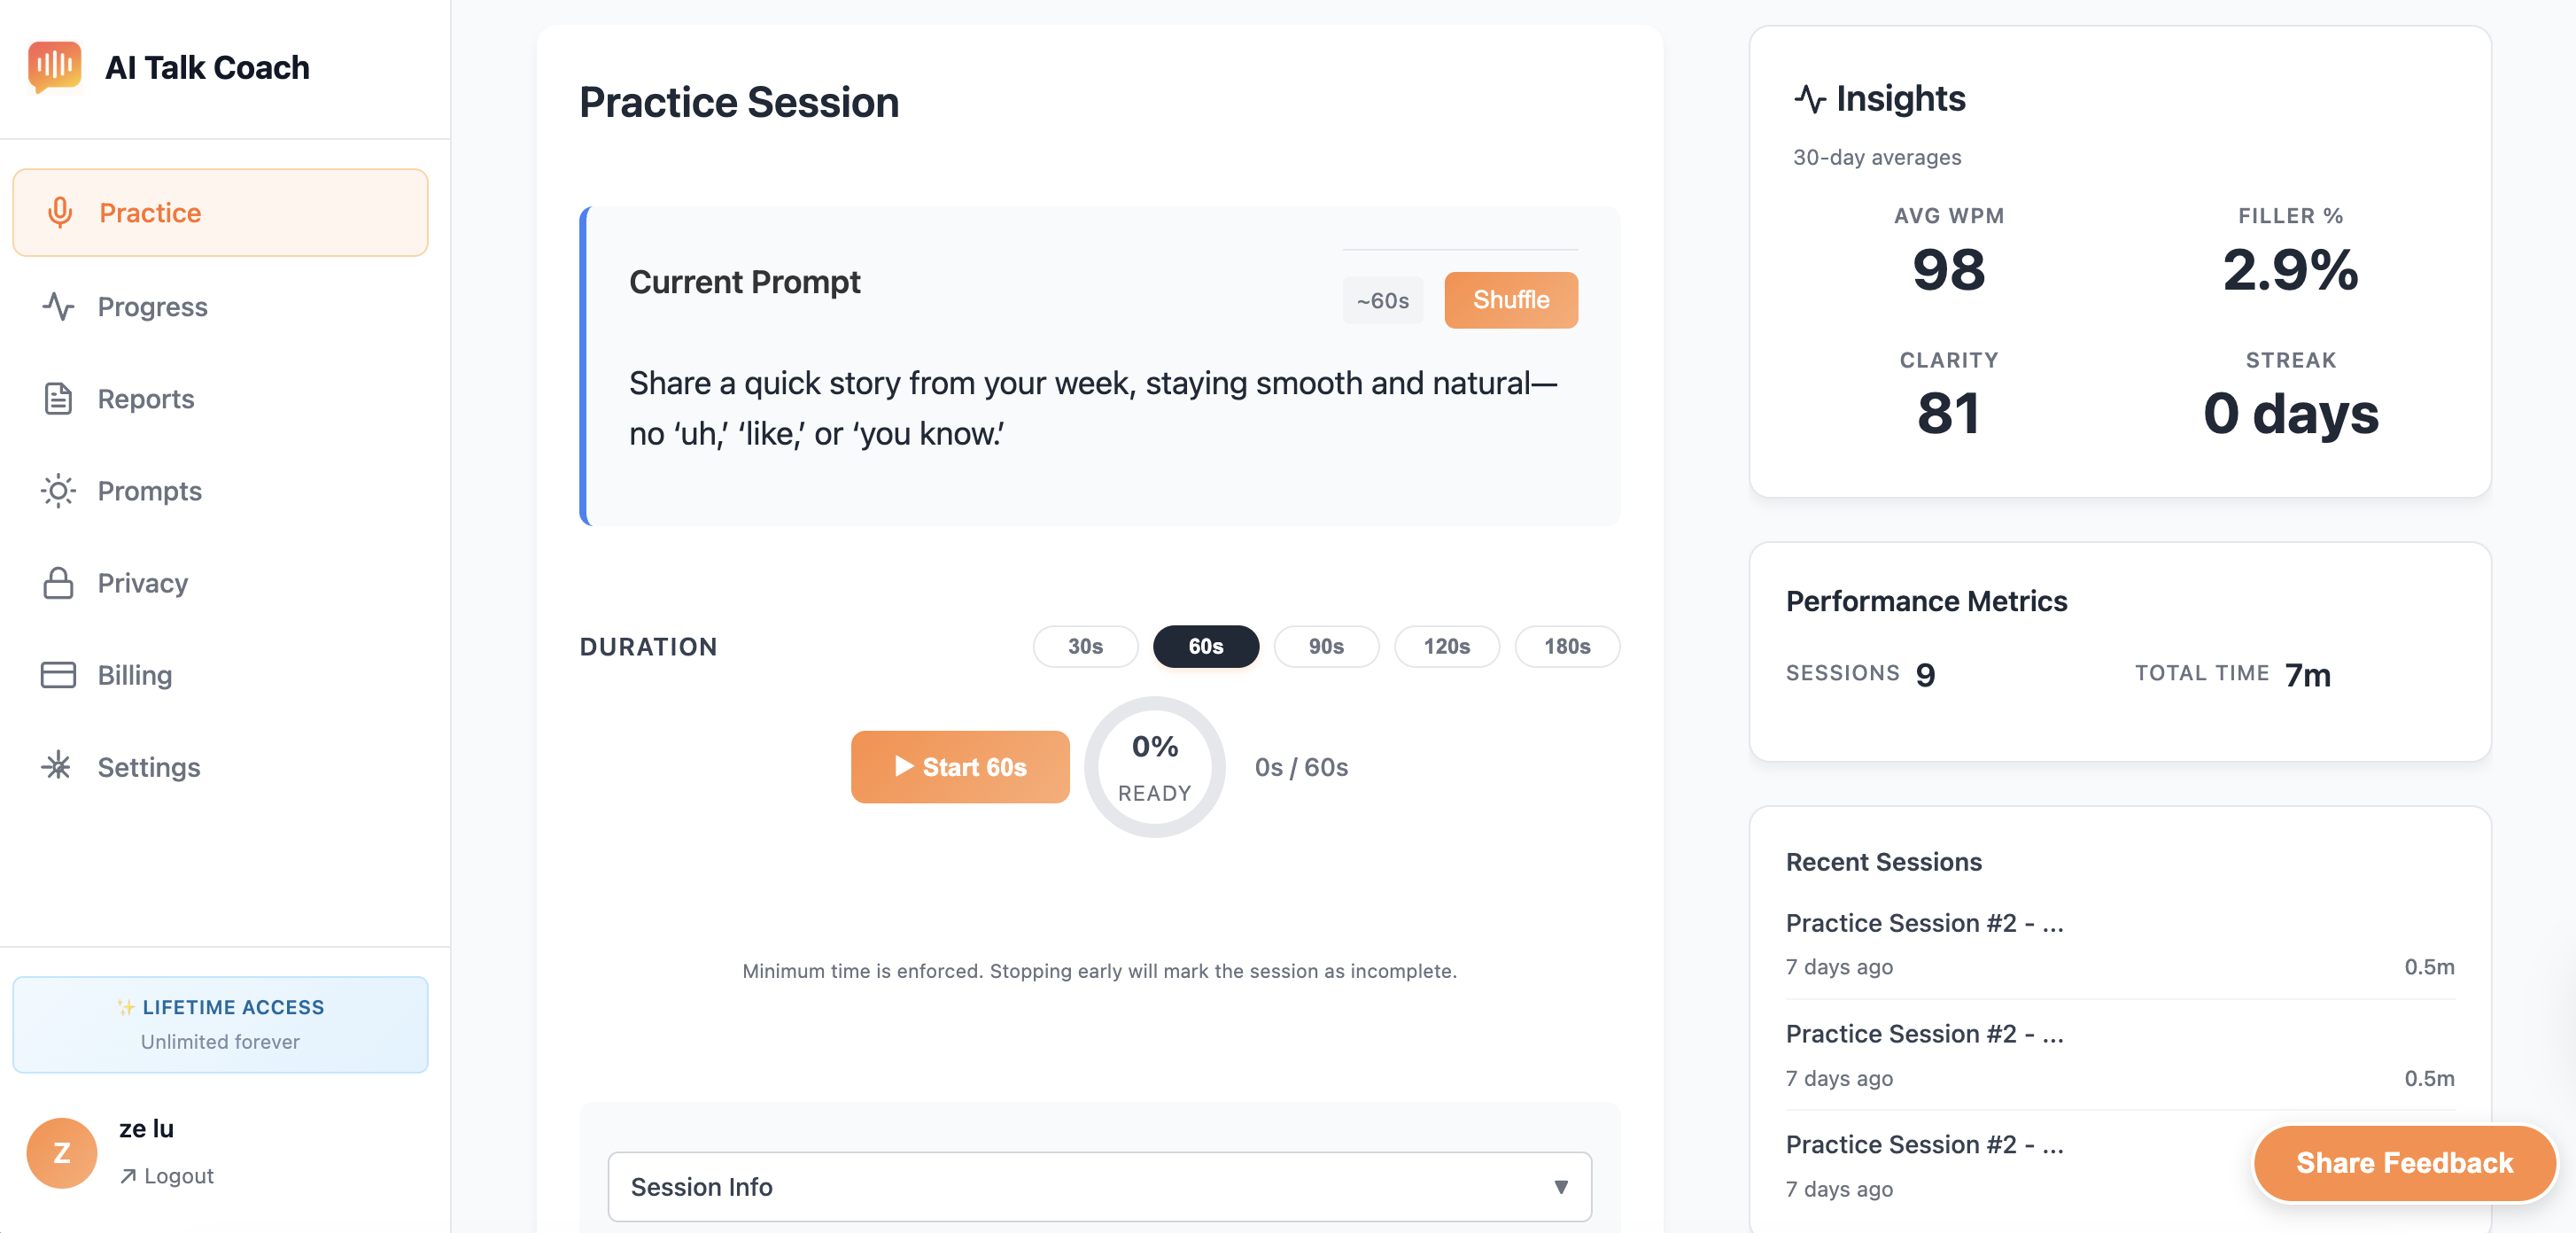 AI Talk Coach
Practice
Progress
Reports
Prompts
Privacy
Billing
Settings
✨ LIFETIME ACCESS
Unlimited forever
Z
ze lu
Logout
Practice Session
Current Prompt
~60s
Shuffle
Share a quick story from your week, staying smooth and natural—
no ‘uh,’ ‘like,’ or ‘you know.’
DURATION
30s
60s
90s
120s
180s
▶ Start 60s
0%
READY
0s / 60s
Minimum time is enforced. Stopping early will mark the session as incomplete.
Session Info
Insights
30-day averages
AVG WPM
98
FILLER %
2.9%
CLARITY
81
STREAK
0 days
Performance Metrics
SESSIONS 9
TOTAL TIME 7m
Recent Sessions
Practice Session #2 - ...
7 days ago 0.5m
Practice Session #2 - ...
7 days ago 0.5m
Practice Session #2 - ...
7 days ago
Share Feedback